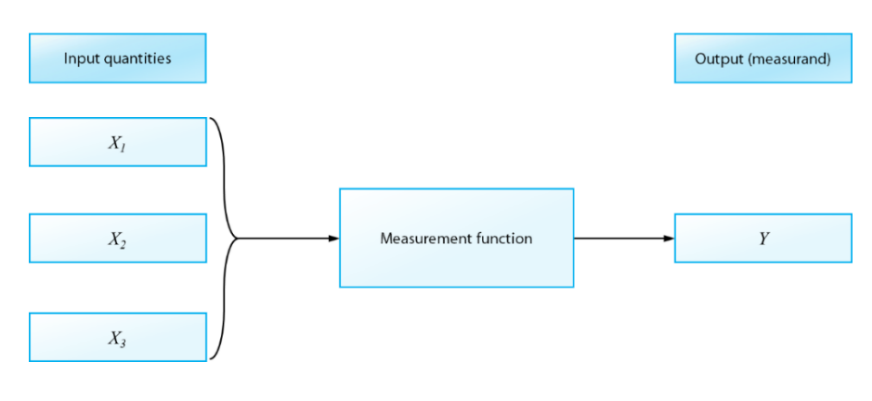 Input quantities
Output (measurand)
X₁
X₂
Measurement function
Y
X₃